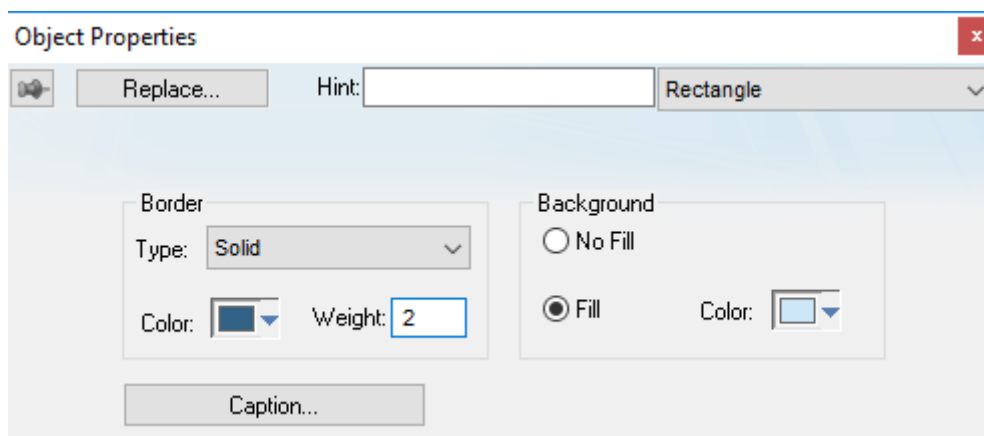 Object Properties
x
Replace... Hint: Rectangle
Border
Type: Solid
Color: Weight: 2
Background
No Fill
Fill Color:
Caption...